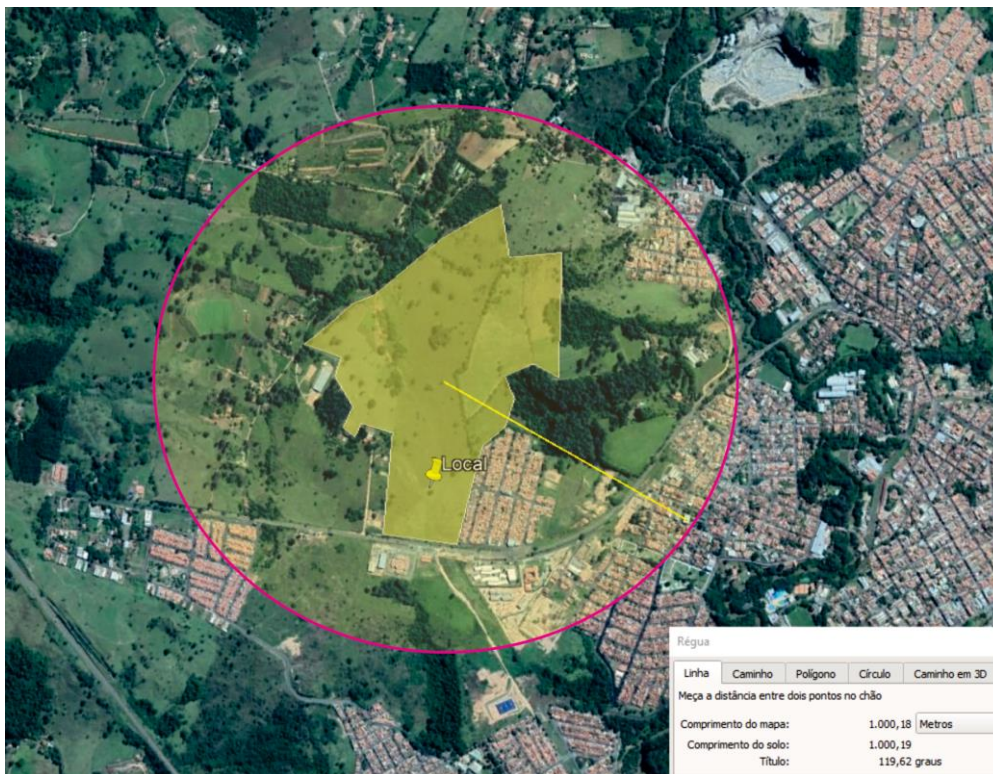 Local
Régua
Linha Caminho Polígono Círculo Caminho em 3D
Meça a distância entre dois pontos no chão
Comprimento do mapa: 1.000,18 Metros
Comprimento do solo: 1.000,19
Título: 119,62 graus